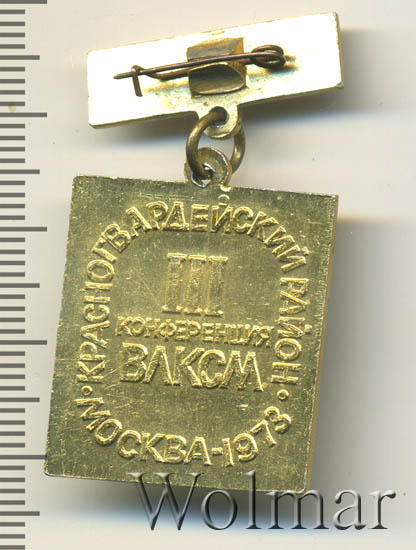 КРАСНОГВАРДЕЙСКИЙ РАЙОН
III
КОНФЕРЕНЦИЯ
ВЛКСМ
•МОСКВА-1973•
Wolmar